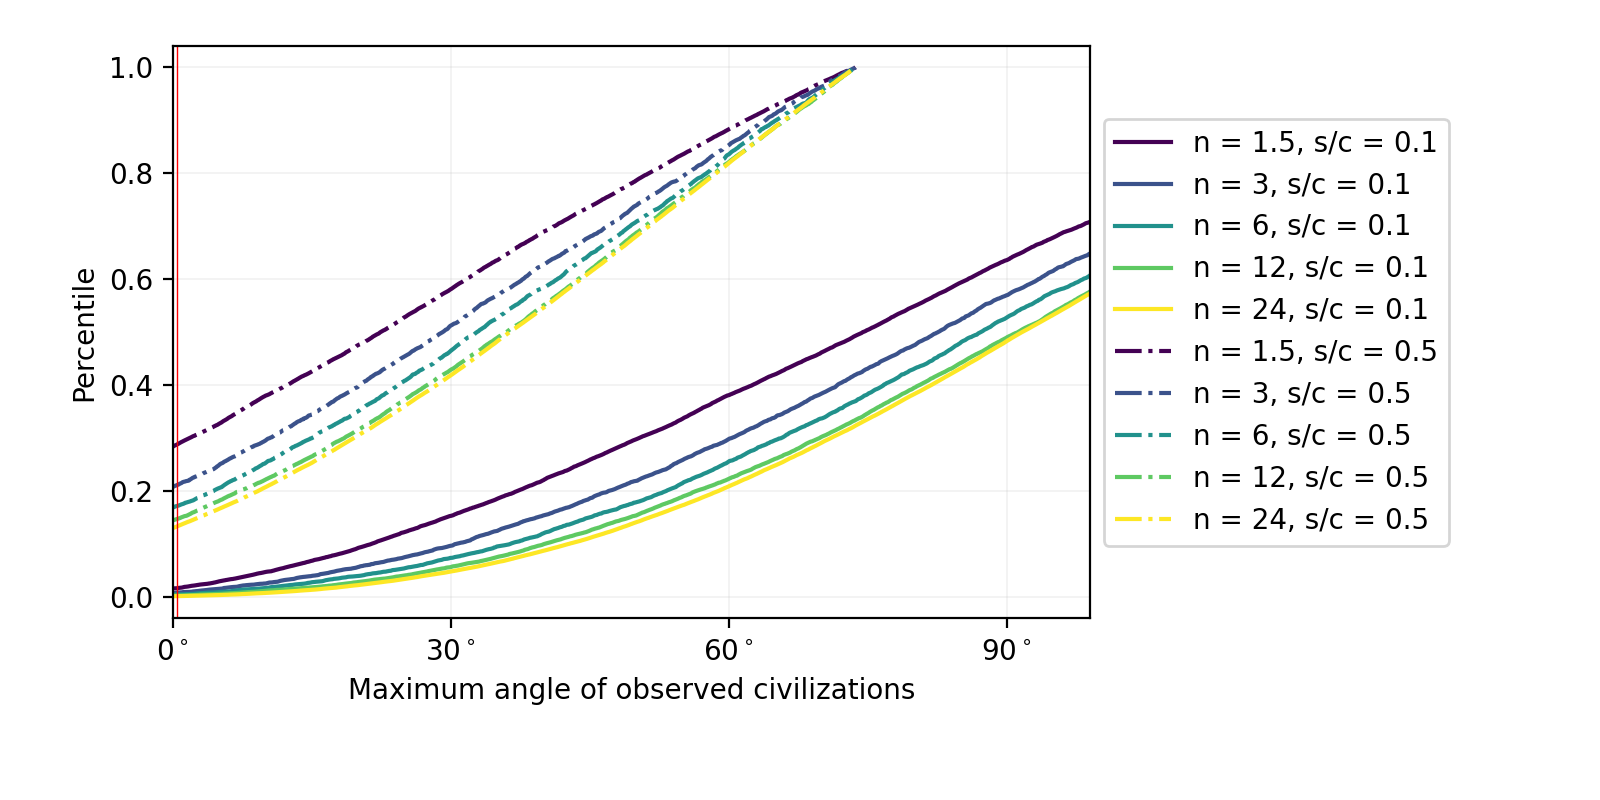 1.0
0.8
0.6
0.4
0.2
0.0
Percentile
0°
30°
60°
90°
Maximum angle of observed civilizations
n = 1.5, s/c = 0.1
n = 3, s/c = 0.1
n = 6, s/c = 0.1
n = 12, s/c = 0.1
n = 24, s/c = 0.1
n = 1.5, s/c = 0.5
n = 3, s/c = 0.5
n = 6, s/c = 0.5
n = 12, s/c = 0.5
n = 24, s/c = 0.5